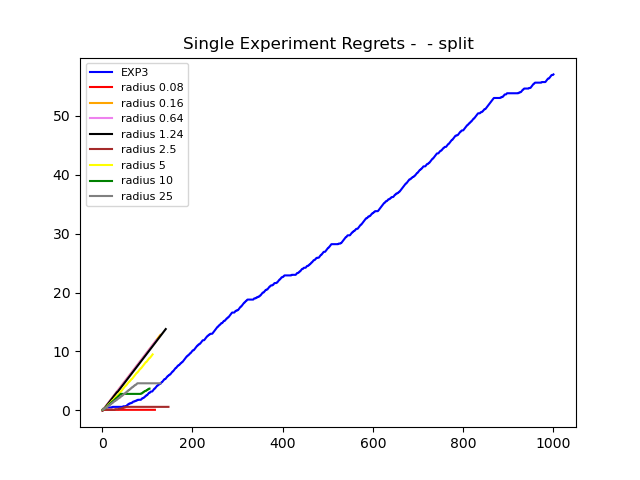 Single Experiment Regrets -  - split
EXP3
radius 0.08
radius 0.16
radius 0.64
radius 1.24
radius 2.5
radius 5
radius 10
radius 25
50
40
30
20
10
0
0 200 400 600 800 1000